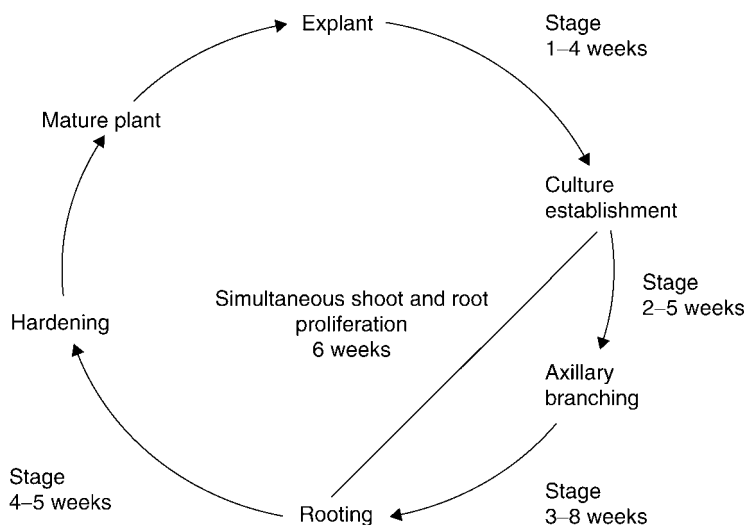 Explant
Stage
1–4 weeks
Mature plant
Culture
establishment
Stage
2–5 weeks
Simultaneous shoot and root
proliferation
6 weeks
Hardening
Axillary
branching
Stage
4–5 weeks
Rooting
Stage
3–8 weeks